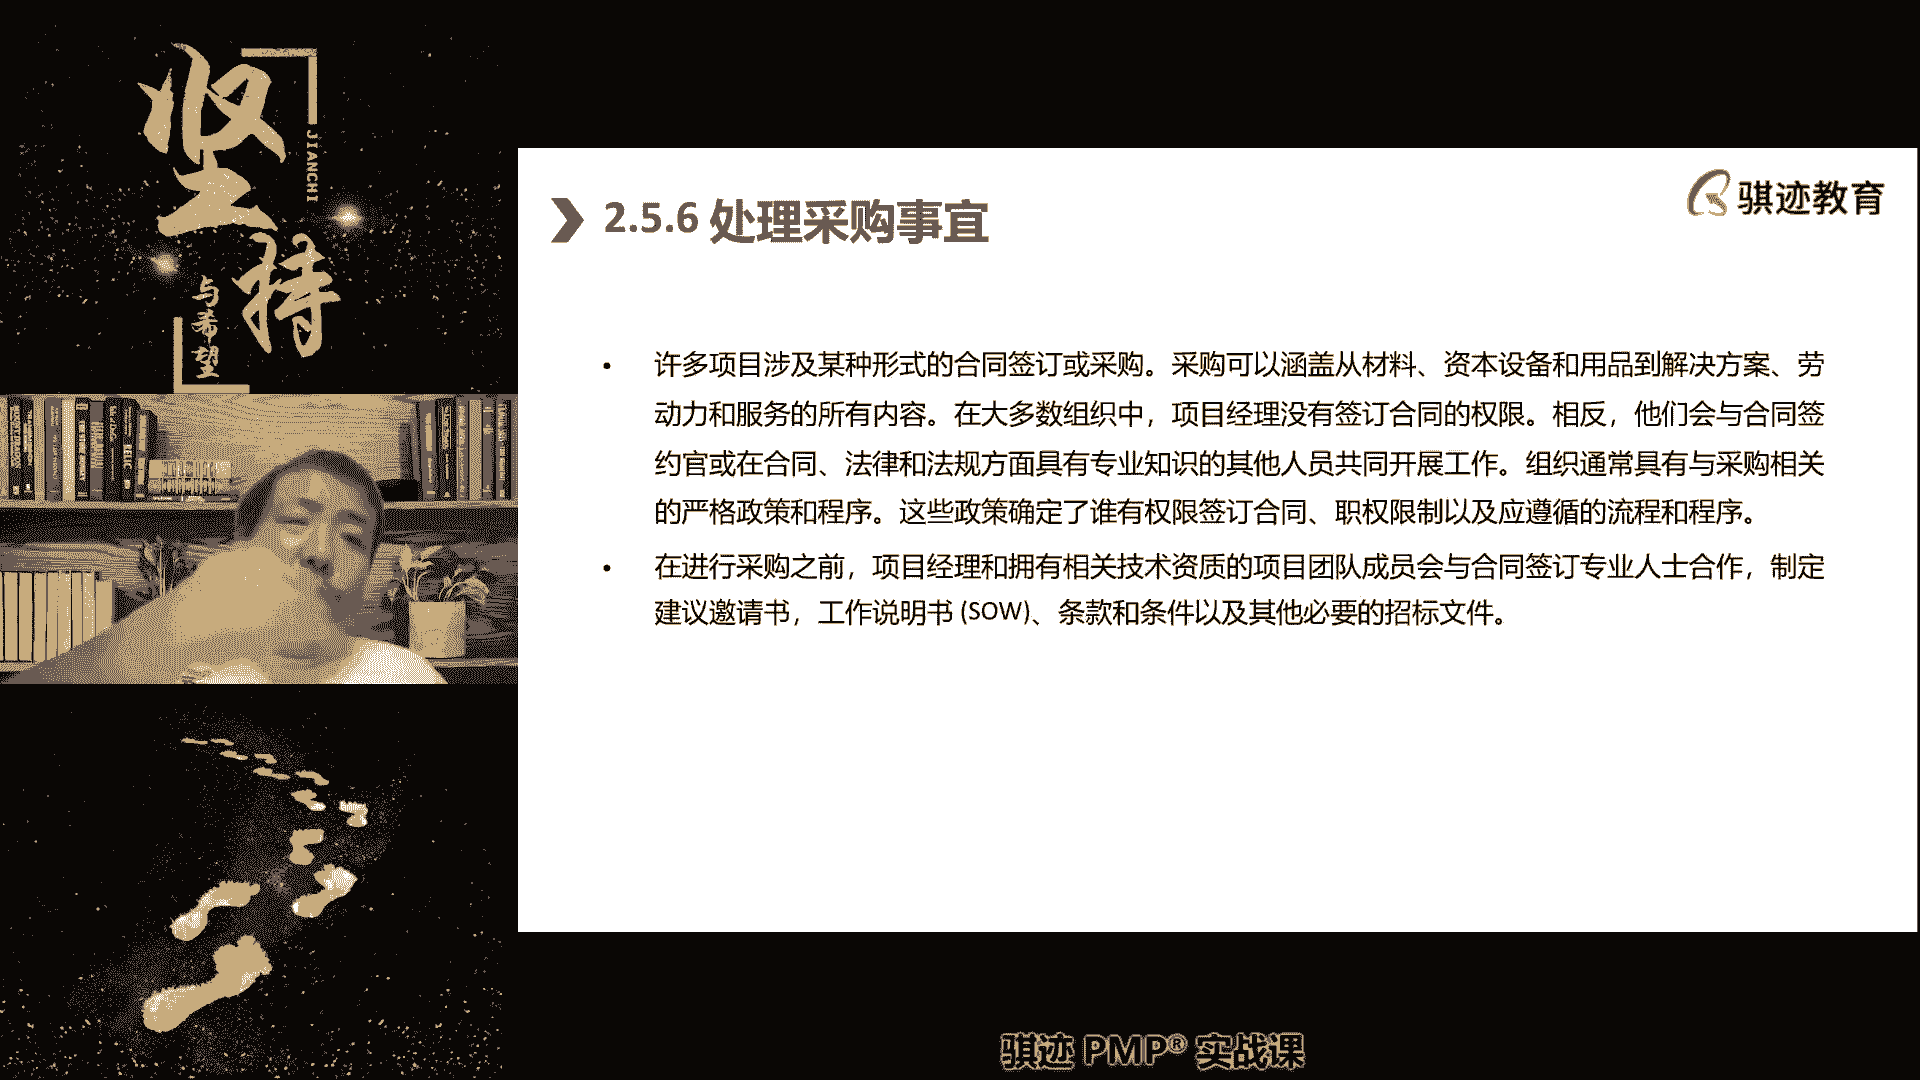 坚持
JIANCHI
与希望
骐迹教育
2.5.6 处理采购事宜
• 许多项目涉及某种形式的合同签订或采购。采购可以涵盖从材料、资本设备和用品到解决方案、劳
动力和服务的所有内容。在大多数组织中，项目经理没有签订合同的权限。相反，他们会与合同签
约官或在合同、法律和法规方面具有专业知识的其他人员共同开展工作。组织通常具有与采购相关
的严格政策和程序。这些政策确定了谁有权限签订合同、职权限制以及应遵循的流程和程序。
• 在进行采购之前，项目经理和拥有相关技术资质的项目团队成员会与合同签订专业人士合作，制定
建议邀请书，工作说明书 (SOW)、条款和条件以及其他必要的招标文件。
骐迹 PMP® 实战课